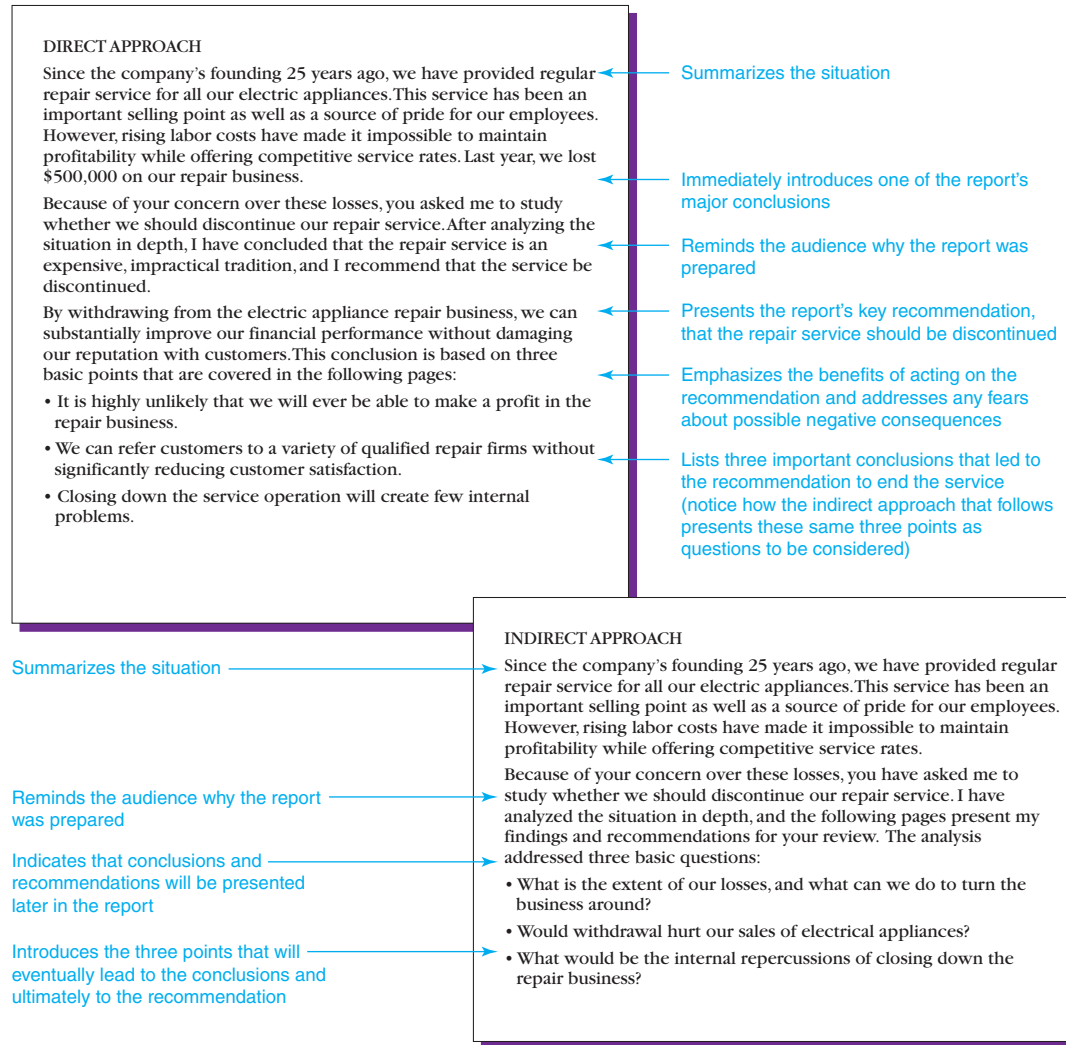 DIRECT APPROACH
Since the company's founding 25 years ago, we have provided regular
repair service for all our electric appliances. This service has been an
important selling point as well as a source of pride for our employees.
However, rising labor costs have made it impossible to maintain
profitability while offering competitive service rates. Last year, we lost
$500,000 on our repair business.
Because of your concern over these losses, you asked me to study
whether we should discontinue our repair service. After analyzing the
situation in depth, I have concluded that the repair service is an
expensive, impractical tradition, and I recommend that the service be
discontinued.
By withdrawing from the electric appliance repair business, we can
substantially improve our financial performance without damaging
our reputation with customers. This conclusion is based on three
basic points that are covered in the following pages:
• It is highly unlikely that we will ever be able to make a profit in the
repair business.
• We can refer customers to a variety of qualified repair firms without
significantly reducing customer satisfaction.
• Closing down the service operation will create few internal
problems.
Summarizes the situation
Immediately introduces one of the report's
major conclusions
Reminds the audience why the report was
prepared
Presents the report's key recommendation,
that the repair service should be discontinued
Emphasizes the benefits of acting on the
recommendation and addresses any fears
about possible negative consequences
Lists three important conclusions that led to
the recommendation to end the service
(notice how the indirect approach that follows
presents these same three points as
questions to be considered)
INDIRECT APPROACH
Since the company's founding 25 years ago, we have provided regular
repair service for all our electric appliances. This service has been an
important selling point as well as a source of pride for our employees.
However, rising labor costs have made it impossible to maintain
profitability while offering competitive service rates.
Because of your concern over these losses, you have asked me to
study whether we should discontinue our repair service. I have
analyzed the situation in depth, and the following pages present my
findings and recommendations for your review. The analysis
addressed three basic questions:
• What is the extent of our losses, and what can we do to turn the
business around?
• Would withdrawal hurt our sales of electrical appliances?
• What would be the internal repercussions of closing down the
repair business?
Summarizes the situation
Reminds the audience why the report
was prepared
Indicates that conclusions and
recommendations will be presented
later in the report
Introduces the three points that will
eventually lead to the conclusions and
ultimately to the recommendation